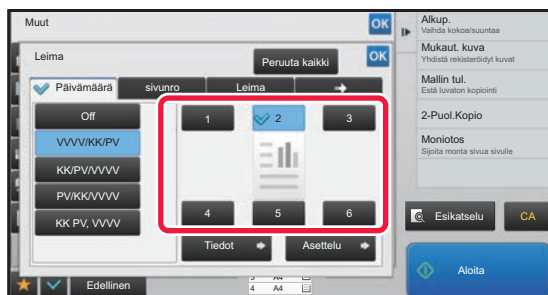 Muut
OK
Leima
Peruuta kaikki
OK
Päivämäärä
sivunro
Leima
Off
VVVV/KK/PV
KK/PV/VVVV
PV/KK/VVVV
KK PV, VVVV
1
2
3
4
5
6
Tiedot
Asettelu
Edellinen
4 A4
Alkup.
Vaihda kokoa/suuntaa
Mukaut. kuva
Yhdistä rekisteröidyt kuvat
Mallin tul.
Estä luvaton kopiointi
2-Puol.Kopio
Moniotos
Sijoita monta sivua sivulle
Esikatselu
CA
Aloita